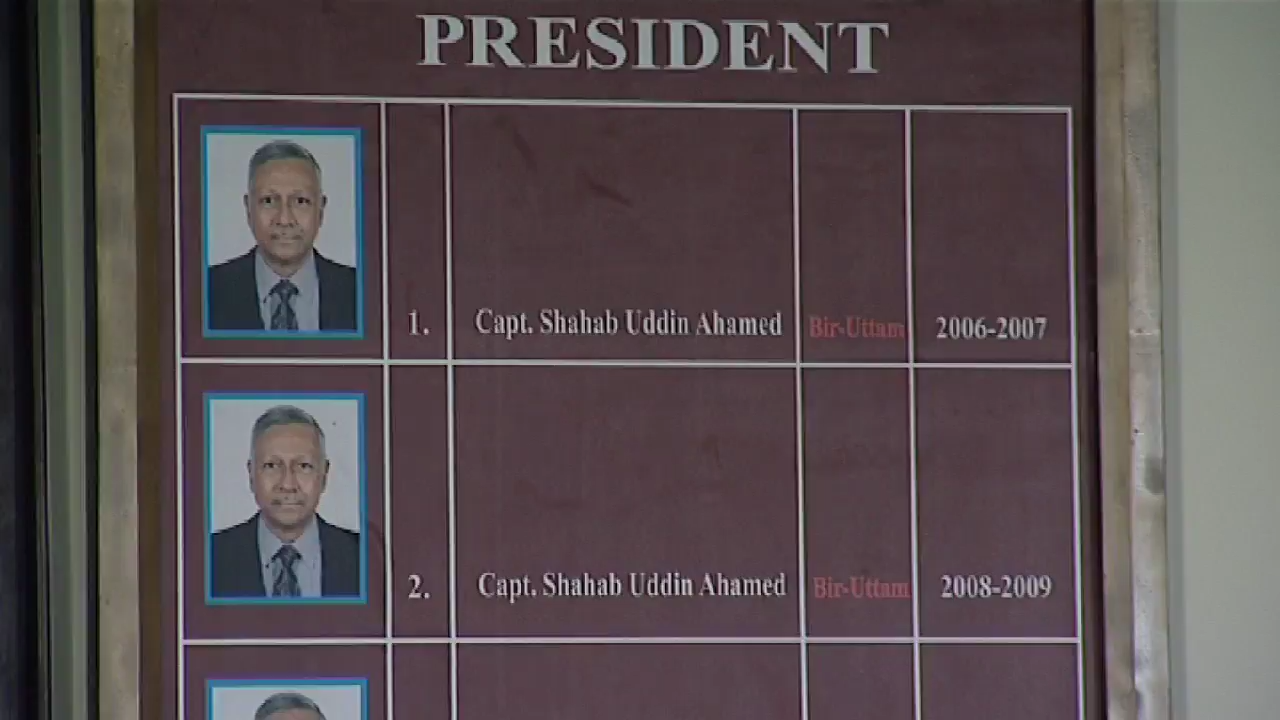 PRESIDENT
1. Capt. Shahab Uddin Ahamed Bir-Uttam 2006-2007
2. Capt. Shahab Uddin Ahamed Bir-Uttam 2008-2009